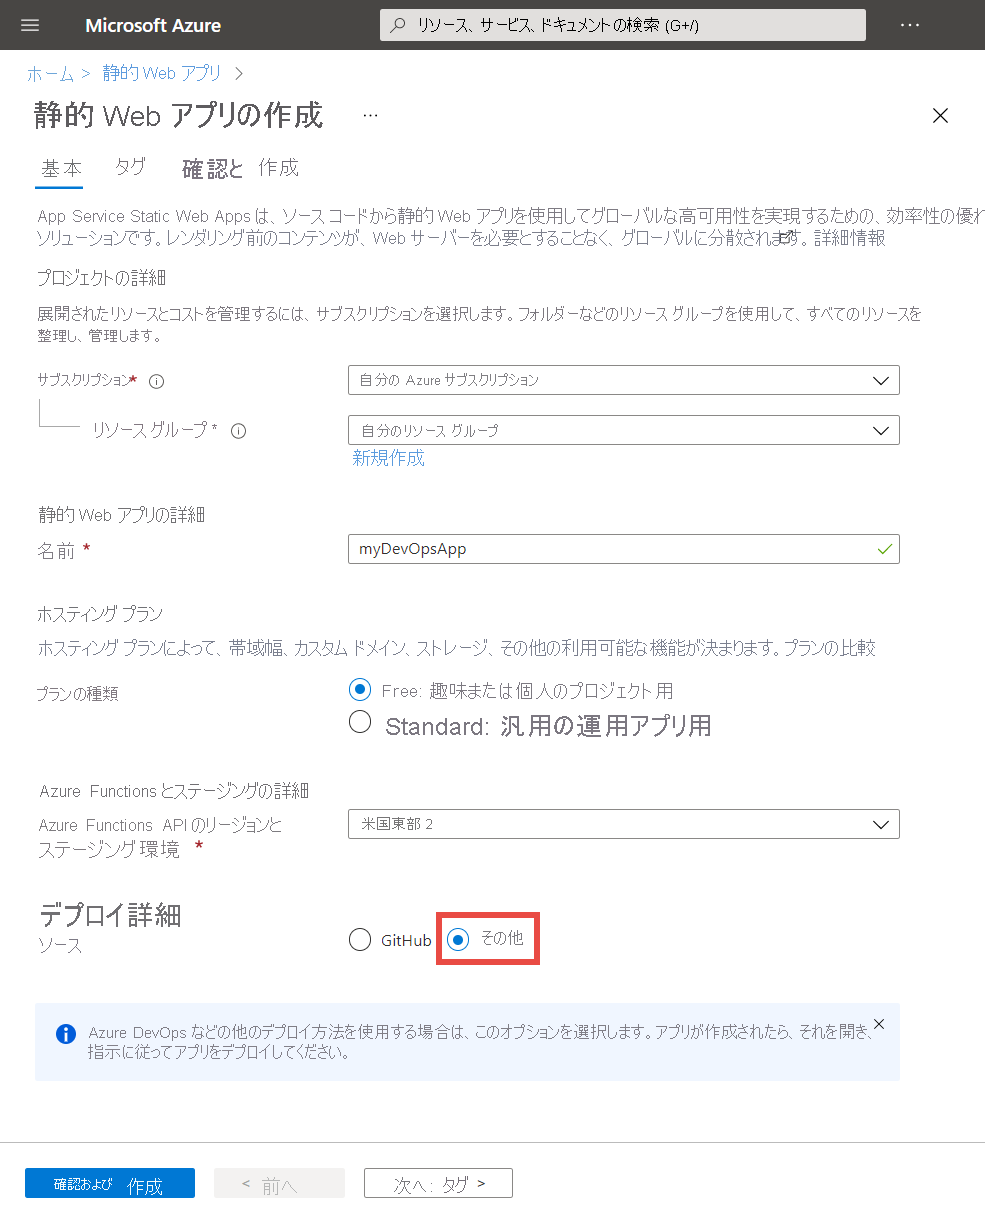 Microsoft Azure
リソース、サービス、ドキュメントの検索 (G+/)
ホーム > 静的 Web アプリ >
静的 Web アプリの作成 …
基本 タグ 確認と 作成
App Service Static Web Apps は、ソース コードから静的 Web アプリを使用してグローバルな高可用性を実現するための、効率性の優れ
ソリューションです。レンダリング前のコンテンツが、Web サーバーを必要とすることなく、グローバルに分散されます。詳細情報
プロジェクトの詳細
展開されたリソースとコストを管理するには、サブスクリプションを選択します。フォルダーなどのリソース グループを使用して、すべてのリソースを
整理し、管理します。
サブスクリプション* 自分の Azure サブスクリプション
リソース グループ * 自分のリソース グループ
新規作成
静的 Web アプリの詳細
名前 * myDevOpsApp
ホスティング プラン
ホスティング プランによって、帯域幅、カスタム ドメイン、ストレージ、その他の利用可能な機能が決まります。プランの比較
プランの種類 Free: 趣味または個人のプロジェクト用
Standard: 汎用の運用アプリ用
Azure Functions とステージングの詳細
Azure Functions API のリージョンと 米国東部 2
ステージング環境 *
デプロイ詳細
ソース GitHub その他
Azure DevOps などの他のデプロイ方法を使用する場合は、このオプションを選択します。アプリが作成されたら、それを開き、
指示に従ってアプリをデプロイしてください。
確認および 作成 < 前へ 次へ: タグ >